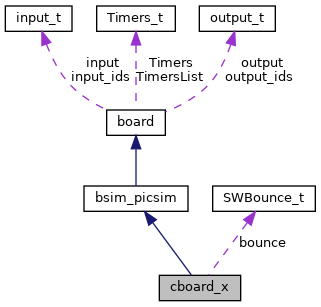 input_t
Timers_t
output_t
input
input_ids
Timers
TimersList
output
output_ids
board
bsim_picsim
SWBounce_t
bounce
cboard_x